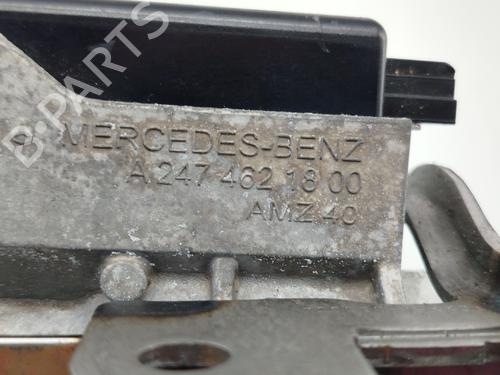 MERCEDES-BENZ
A 247 462 18 00
AMZ 40
B-PARTS